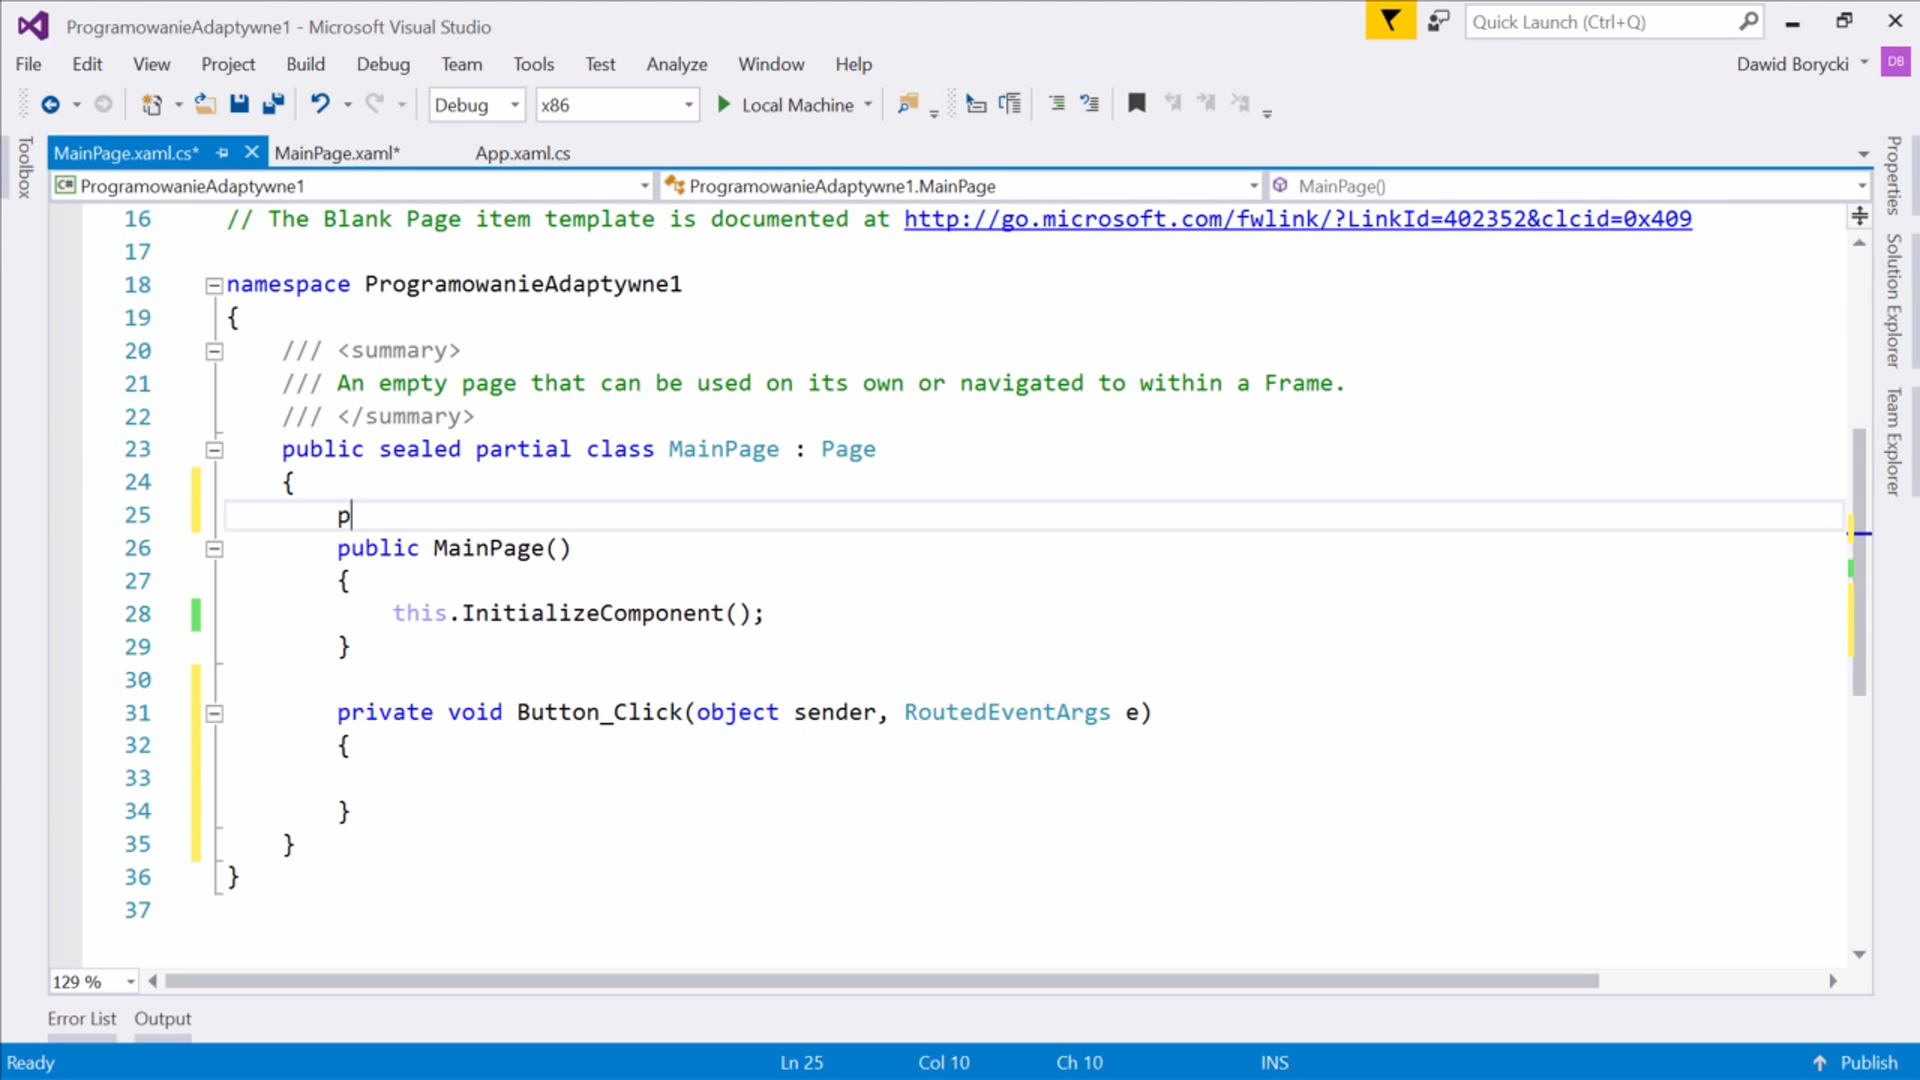 ProgramowanieAdaptywne1 - Microsoft Visual Studio
Quick Launch (Ctrl+Q)
File Edit View Project Build Debug Team Tools Test Analyze Window Help
Dawid Borycki DB
Debug x86 Local Machine
MainPage.xaml.cs* MainPage.xaml* App.xaml.cs
C# ProgramowanieAdaptywne1 ProgramowanieAdaptywne1.MainPage MainPage()
Toolbox
Properties
Solution Explorer
Team Explorer
16 // The Blank Page item template is documented at http://go.microsoft.com/fwlink/?LinkId=402352&clcid=0x409
17
18 namespace ProgramowanieAdaptywne1
19 {
20 /// <summary>
21 /// An empty page that can be used on its own or navigated to within a Frame.
22 /// </summary>
23 public sealed partial class MainPage : Page
24 {
25 p
26 public MainPage()
27 {
28 this.InitializeComponent();
29 }
30
31 private void Button_Click(object sender, RoutedEventArgs e)
32 {
33
34 }
35 }
36 }
37
129 %
Error List Output
Ready Ln 25 Col 10 Ch 10 INS Publish